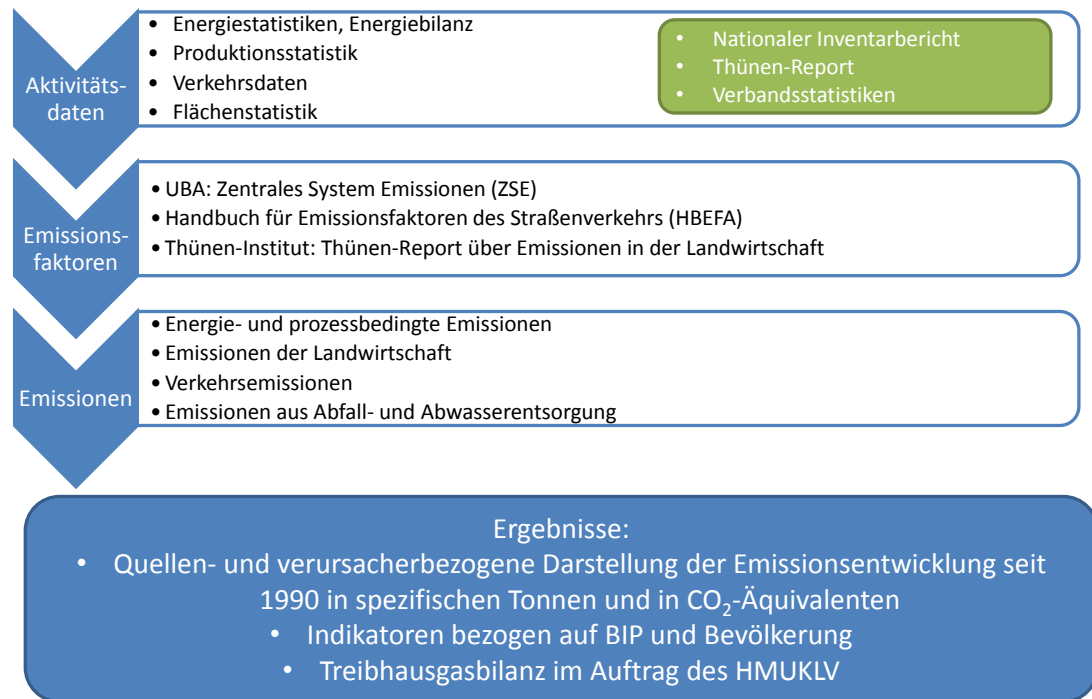 Aktivitäts-
daten
• Energiestatistiken, Energiebilanz
• Produktionsstatistik
• Verkehrsdaten
• Flächenstatistik
• Nationaler Inventarbericht
• Thünen-Report
• Verbandsstatistiken
Emissions-
faktoren
• UBA: Zentrales System Emissionen (ZSE)
• Handbuch für Emissionsfaktoren des Straßenverkehrs (HBEFA)
• Thünen-Institut: Thünen-Report über Emissionen in der Landwirtschaft
Emissionen
• Energie- und prozessbedingte Emissionen
• Emissionen der Landwirtschaft
• Verkehrsemissionen
• Emissionen aus Abfall- und Abwasserentsorgung
Ergebnisse:
• Quellen- und verursacherbezogene Darstellung der Emissionsentwicklung seit
1990 in spezifischen Tonnen und in CO₂-Äquivalenten
• Indikatoren bezogen auf BIP und Bevölkerung
• Treibhausgasbilanz im Auftrag des HMUKLV